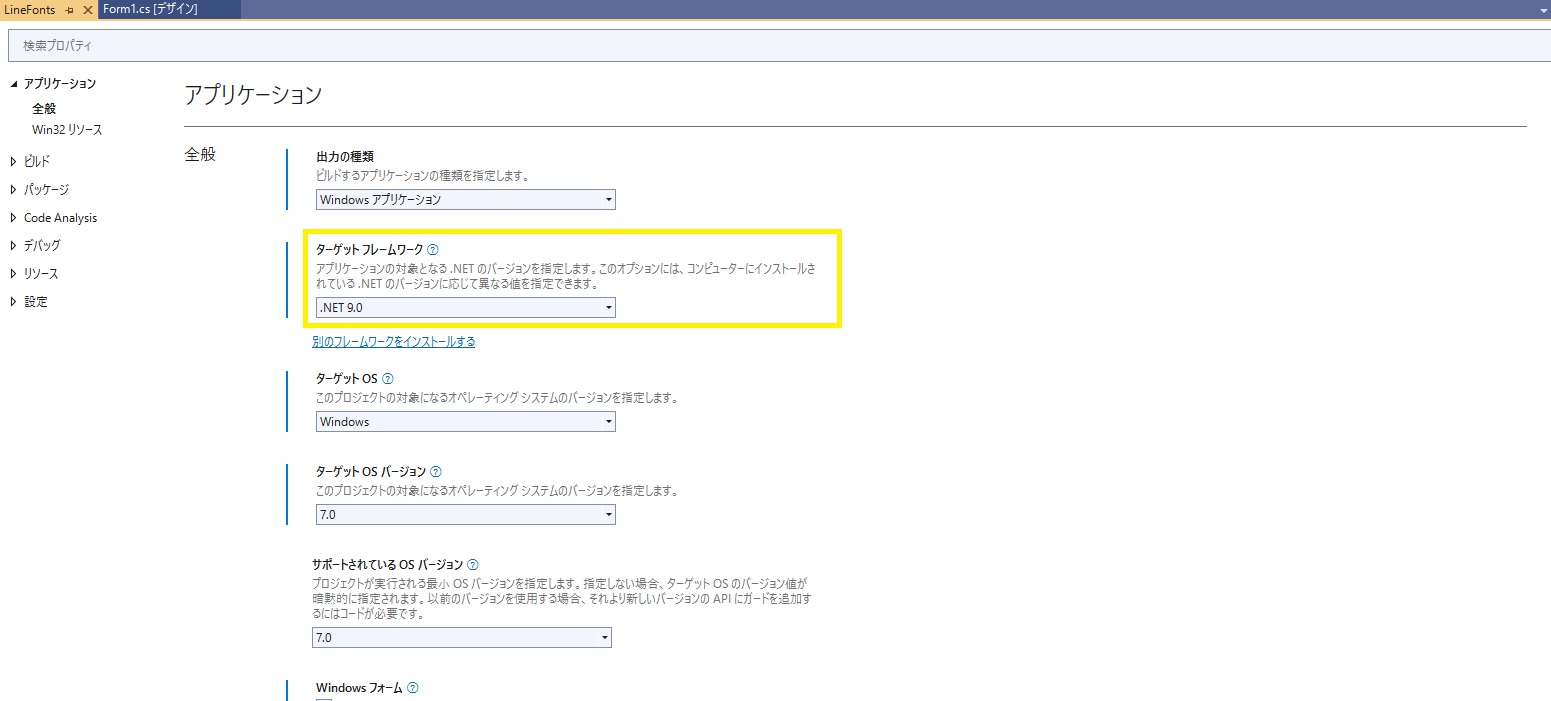 LineFonts
Form1.cs [デザイン]
検索プロパティ
アプリケーション
全般
Win32 リソース
ビルド
パッケージ
Code Analysis
デバッグ
リソース
設定
アプリケーション
全般
出力の種類
ビルドするアプリケーションの種類を指定します。
Windows アプリケーション
ターゲット フレームワーク
アプリケーションの対象となる .NET のバージョンを指定します。このオプションには、コンピューターにインストールさ
れている .NET のバージョンに応じて異なる値を指定できます。
.NET 9.0
別のフレームワークをインストールする
ターゲット OS
このプロジェクトの対象になるオペレーティング システムのバージョンを指定します。
Windows
ターゲット OS バージョン
このプロジェクトの対象になるオペレーティング システムのバージョンを指定します。
7.0
サポートされている OS バージョン
プロジェクトが実行される最小 OS バージョンを指定します。指定しない場合、ターゲット OS のバージョン値が
暗黙的に指定されます。以前のバージョンを使用する場合、それより新しいバージョンの API にガードを追加す
るにはコードが必要です。
7.0
Windows フォーム